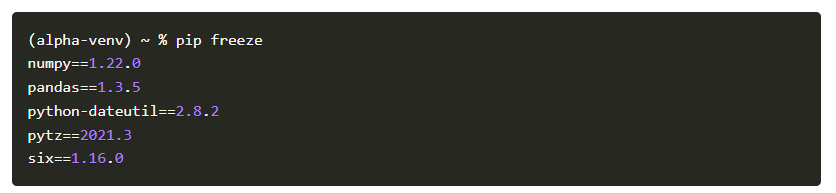 (alpha-venv) ~ % pip freeze
numpy==1.22.0
pandas==1.3.5
python-dateutil==2.8.2
pytz==2021.3
six==1.16.0